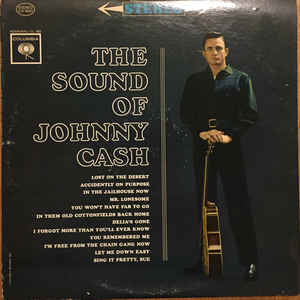 STEREO
COLUMBIA
THE
SOUND
OF
JOHNNY
CASH
LOST ON THE DESERT
ACCIDENTLY ON PURPOSE
IN THE JAILHOUSE NOW
MR. LONESOME
YOU WON'T HAVE FAR TO GO
IN THEM OLD COTTONFIELDS BACK HOME
DELIA'S GONE
I FORGOT MORE THAN YOU'LL EVER KNOW
YOU REMEMBERED ME
I'M FREE FROM THE CHAIN GANG NOW
LET ME DOWN EASY
SING IT PRETTY, SUE